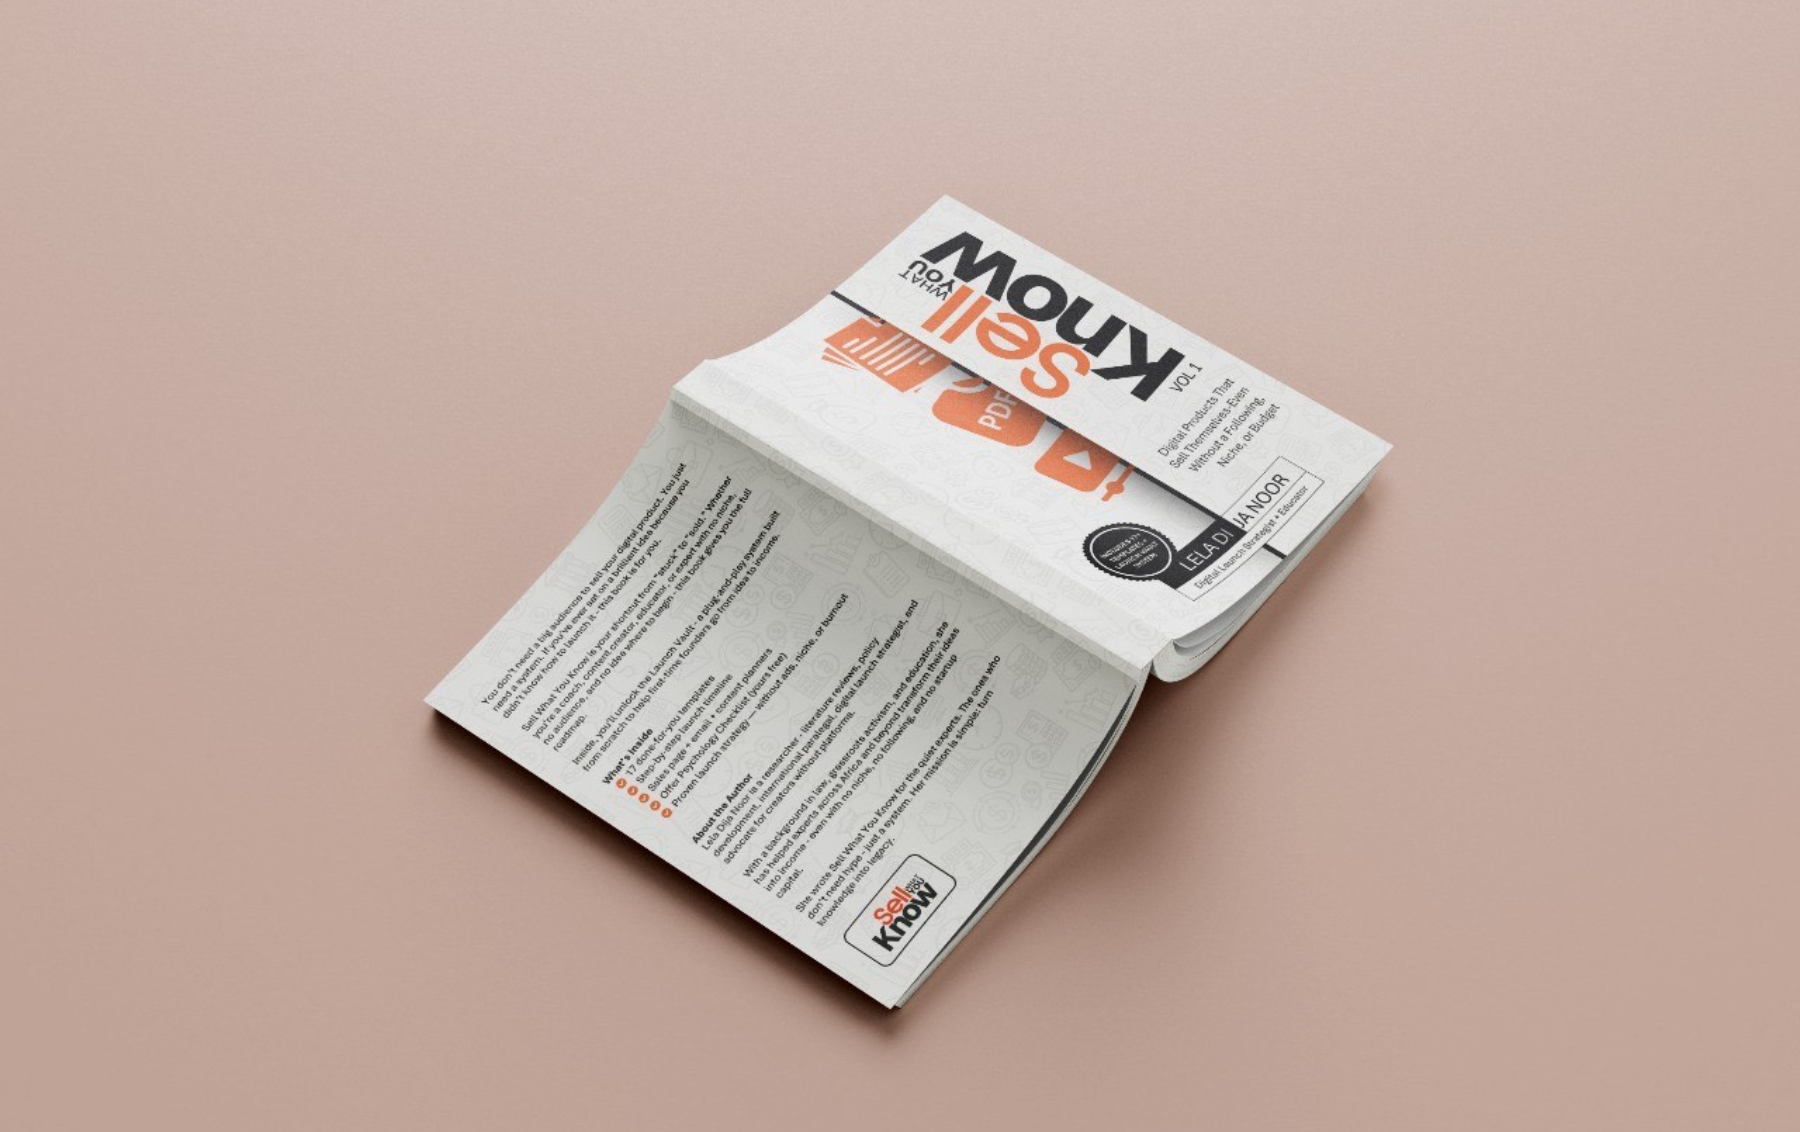 Sell
WHAT
YOU
Know
VOL 1
Digital Products That
Sell Themselves-Even
Without a Following,
Niche, or Budget
PDF
INCLUDES 17+
TEMPLATES
LAUNCH VAULT
LELA DIJA NOOR
Digital Launch Strategist • Educator
You don't need a big audience to sell your digital product. You just
need a system. If you've ever sat on a brilliant idea because you
didn't know how to launch it - this book is for you.
Sell What You Know is your shortcut from "stuck" to "sold." Whether
you're a coach, content creator, educator, or expert with no niche,
no audience, and no idea where to begin - this book gives you the full
roadmap.
Inside, you'll unlock the Launch Vault - a plug-and-play system built
from scratch to help first-time founders go from idea to income.
What's Inside
17 done-for-you templates
Step-by-step launch timeline
Sales page + email + content planners
Offer Psychology Checklist (yours free)
Proven launch strategy — without ads, niche, or burnout
About the Author
Lela Dija Noor is a researcher - literature reviews, policy
development, international paralegal, digital launch strategist, and
advocate for creators without platforms.
With a background in law, grassroots activism, and education, she
has helped experts across Africa and beyond transform their ideas
into income - even with no niche, no following, and no startup
capital.
She wrote Sell What You Know for the quiet experts. The ones who
don't need hype - just a system. Her mission is simple: turn
knowledge into legacy.
Sell
WHAT
YOU
Know